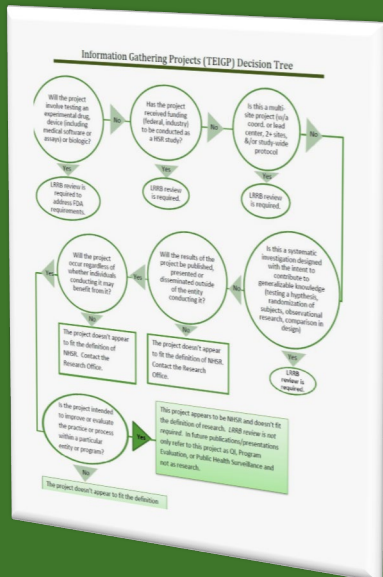 Information Gathering Projects (TEIGP) Decision Tree
Will the project
involve testing an
experimental drug,
device (including
medical software or
assays) or biologic?
No
Has the project
received funding
(federal, industry)
to be conducted as
a HSR study?
No
Is this a multi-
site project (w/a
coord. or lead
center, 2+ sites,
&/or study-wide
protocol
No
Yes
Yes
Yes
LRRB review is
required to
address FDA
requirements.
LRRB review
is required.
LRRB review
is required.
Is this a systematic
investigation designed
with the intent to
contribute to
generalizable knowledge
(testing a hypthesis,
randomization of
subjects, observational
research, comparison in
design)
No
Will the results of the
project be published,
presented or
disseminated outside
of the entity
conducting it?
Yes
Will the project
occur regardless of
whether individuals
conducting it may
benefit from it?
Yes
No
No
Yes
The project doesn't appear
to fit the definition of
NHSR. Contact the
Research Office.
The project doesn't appear
to fit the definition of NHSR.
Contact the Research
Office.
LRRB
review is
required.
Is the project intended
to improve or evaluate
the practice or process
within a particular
entity or program?
Yes
This project appears to be NHSR and doesn't fit
the definition of research. LRRB review is not
required. In future publications/presentations
only refer to this project as QI, Program
Evaluation, or Public Health Surveillance and
not as research.
No
The project doesn't appear to fit the definition